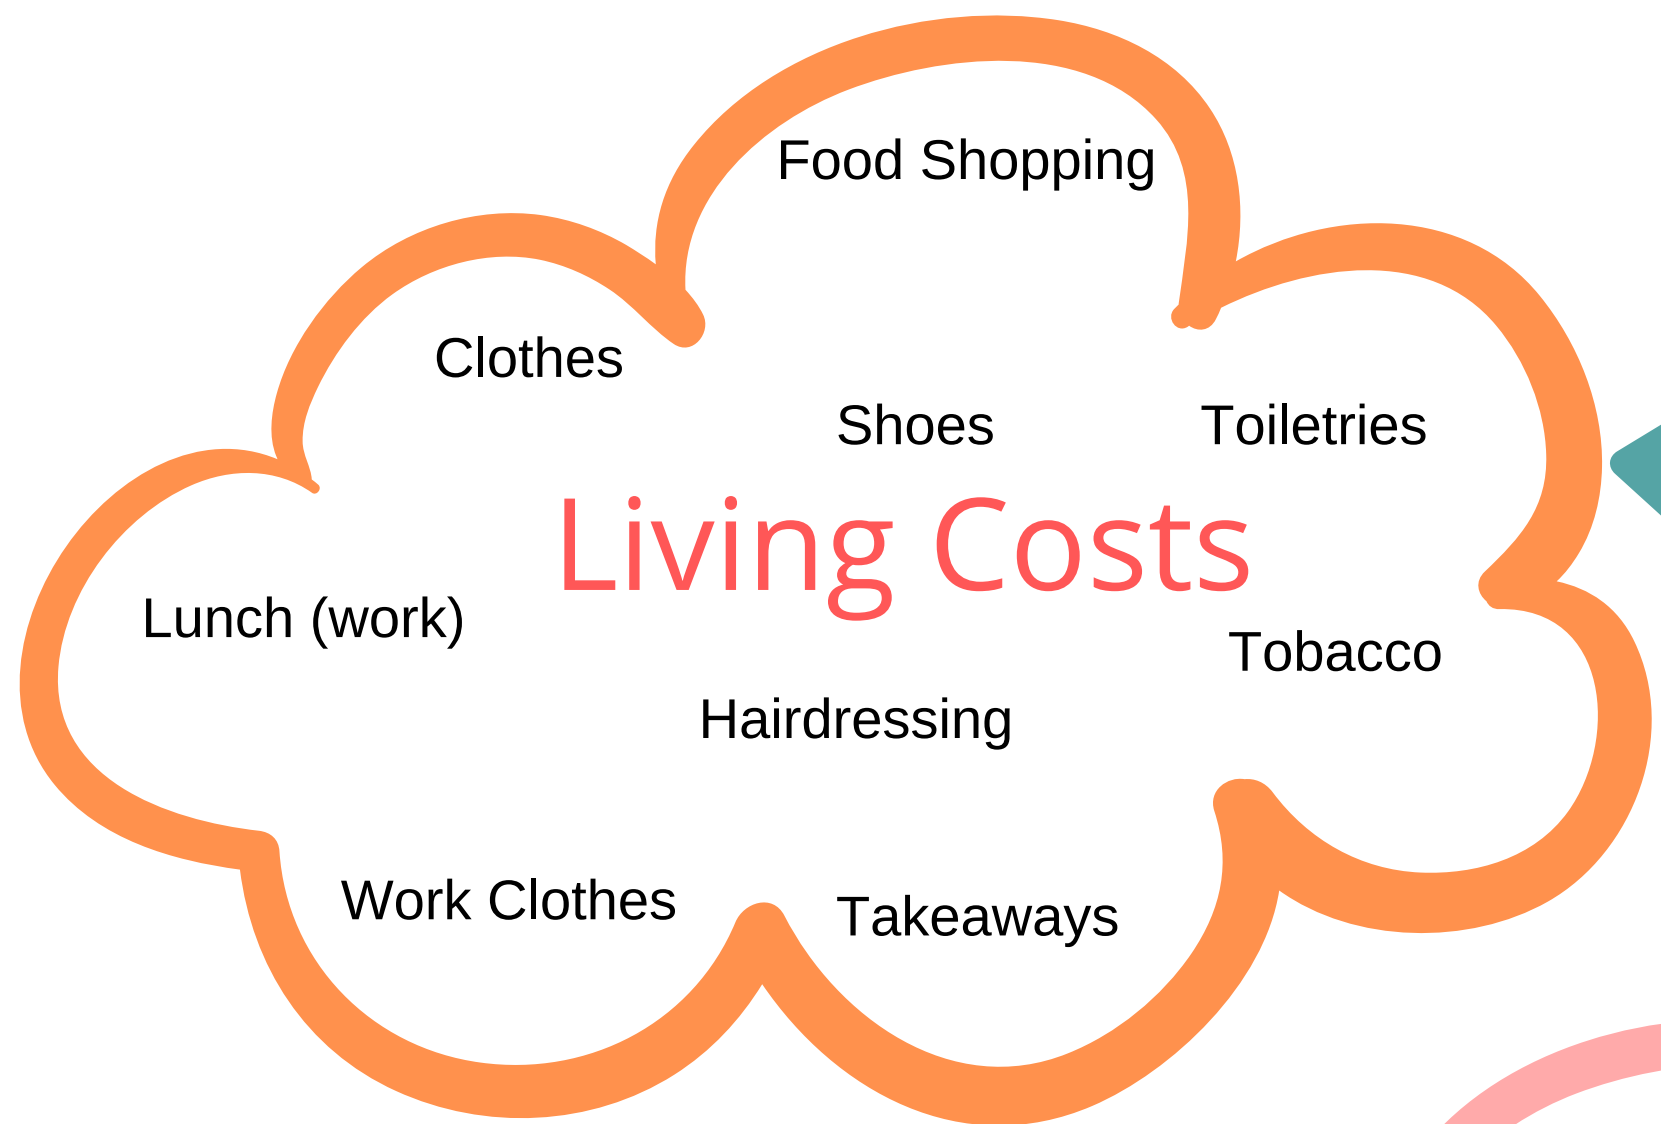 Food Shopping
Clothes
Shoes
Toiletries
Living Costs
Lunch (work)
Tobacco
Hairdressing
Work Clothes
Takeaways